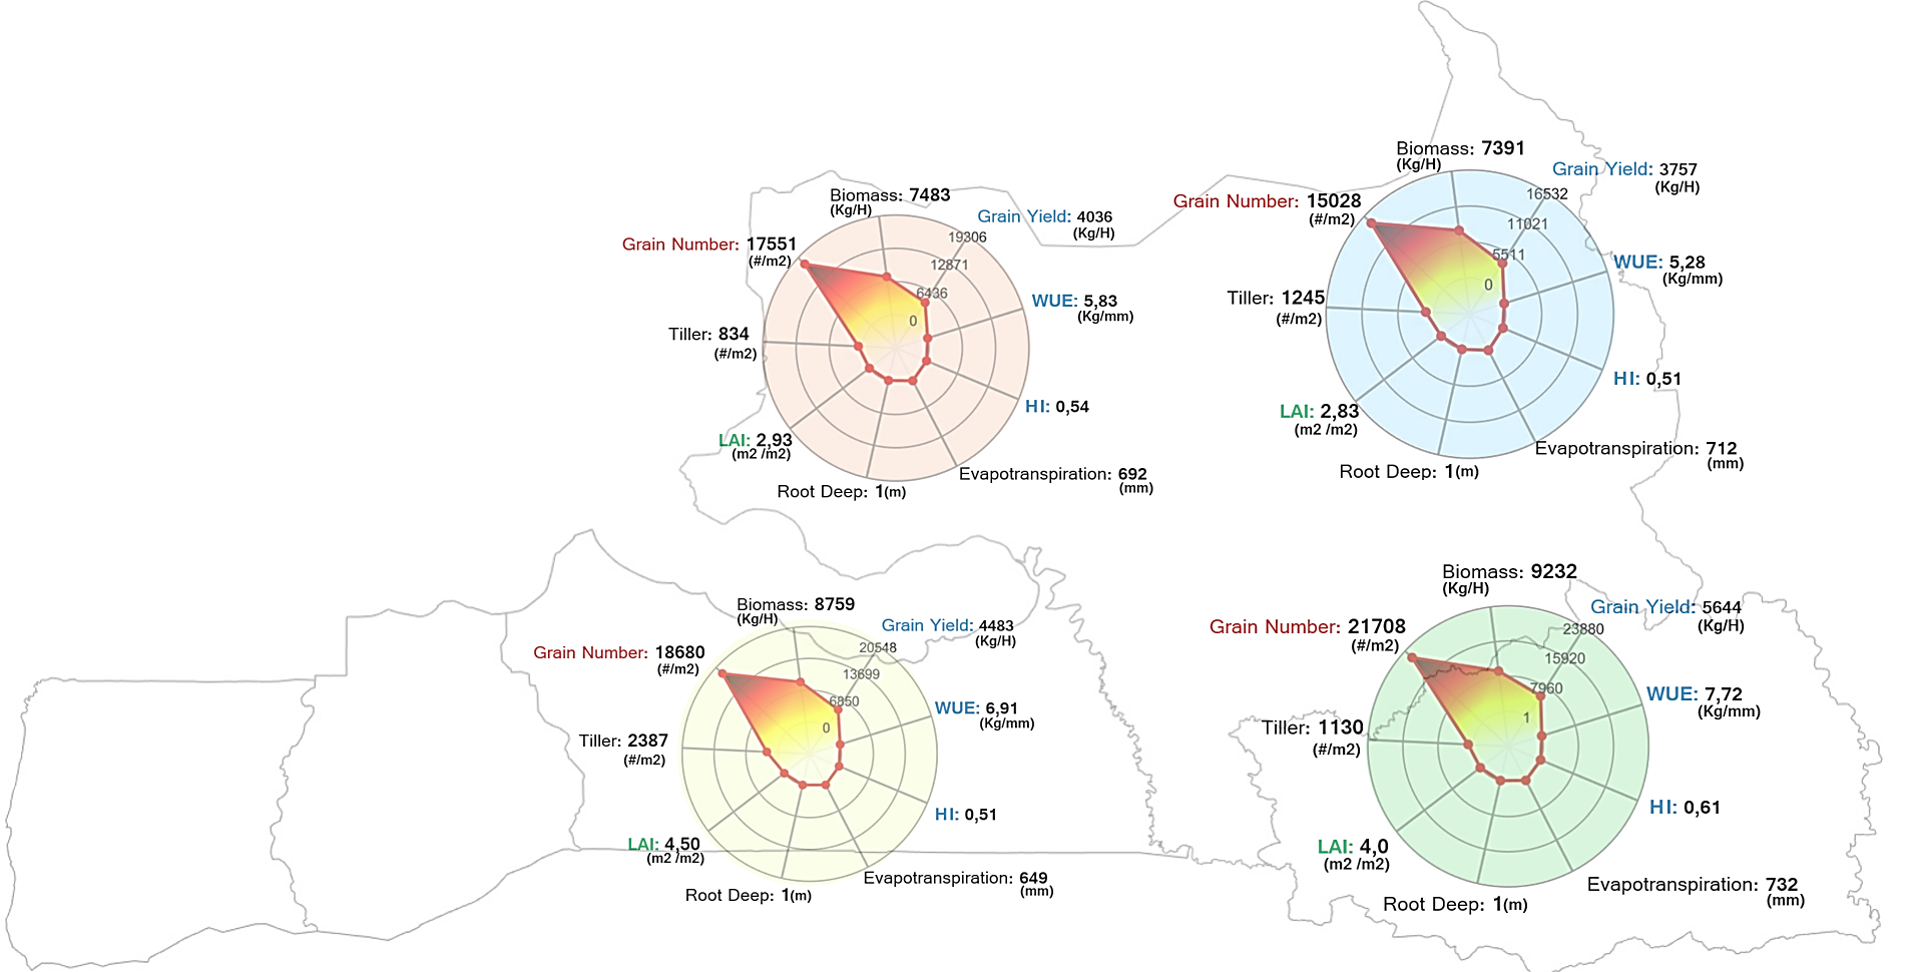 Biomass: 7483
(Kg/H)
Grain Yield: 4036
(Kg/H)
Grain Number: 17551
(#/m2)
19306
12871
6436
0
WUE: 5,83
(Kg/mm)
Tiller: 834
(#/m2)
HI: 0,54
LAI: 2,93
(m2 /m2)
Evapotranspiration: 692
(mm)
Root Deep: 1(m)
Biomass: 7391
(Kg/H)
Grain Yield: 3757
(Kg/H)
Grain Number: 15028
(#/m2)
16532
11021
5511
0
WUE: 5,28
(Kg/mm)
Tiller: 1245
(#/m2)
HI: 0,51
LAI: 2,83
(m2 /m2)
Evapotranspiration: 712
(mm)
Root Deep: 1(m)
Biomass: 8759
(Kg/H)
Grain Yield: 4483
(Kg/H)
Grain Number: 18680
(#/m2)
20548
13699
6850
0
WUE: 6,91
(Kg/mm)
Tiller: 2387
(#/m2)
HI: 0,51
LAI: 4,50
(m2 /m2)
Evapotranspiration: 649
(mm)
Root Deep: 1(m)
Biomass: 9232
(Kg/H)
Grain Yield: 5644
(Kg/H)
Grain Number: 21708
(#/m2)
23880
15920
7960
1
WUE: 7,72
(Kg/mm)
Tiller: 1130
(#/m2)
HI: 0,61
LAI: 4,0
(m2 /m2)
Evapotranspiration: 732
(mm)
Root Deep: 1(m)